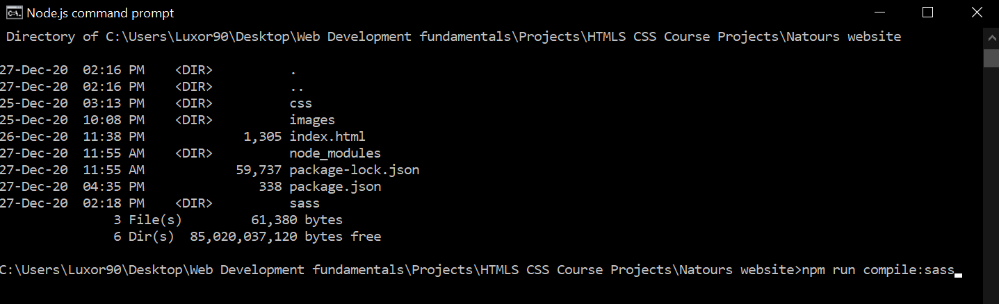 Node.js command prompt
Directory of C:\Users\Luxor90\Desktop\Web Development fundamentals\Projects\HTMLS CSS Course Projects\Natours website
27-Dec-20  02:16 PM    <DIR>          .
27-Dec-20  02:16 PM    <DIR>          ..
25-Dec-20  03:13 PM    <DIR>          css
25-Dec-20  10:08 PM    <DIR>          images
26-Dec-20  11:38 PM             1,305 index.html
27-Dec-20  11:55 AM    <DIR>          node_modules
27-Dec-20  11:55 AM            59,737 package-lock.json
27-Dec-20  04:35 PM               338 package.json
27-Dec-20  02:18 PM    <DIR>          sass
               3 File(s)         61,380 bytes
               6 Dir(s)  85,020,037,120 bytes free
C:\Users\Luxor90\Desktop\Web Development fundamentals\Projects\HTMLS CSS Course Projects\Natours website>npm run compile:sass